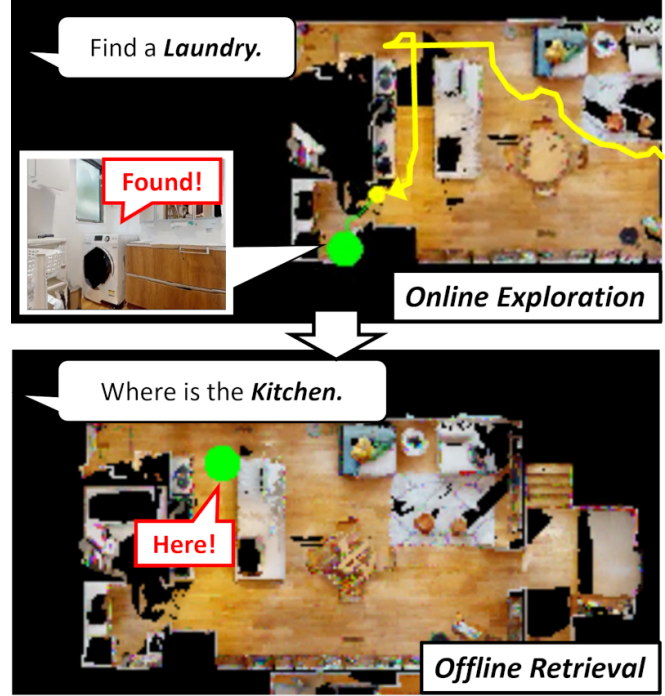 Find a Laundry.
Found!
Online Exploration
Where is the Kitchen.
Here!
Offline Retrieval